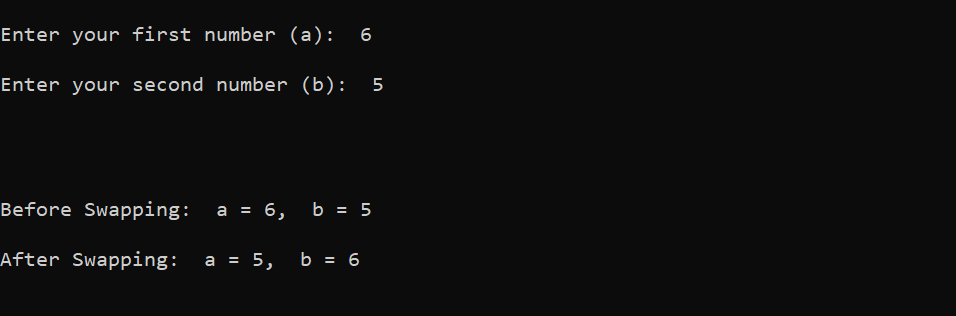 Enter your first number (a):  6
Enter your second number (b):  5
Before Swapping:  a = 6,  b = 5
After Swapping:  a = 5,  b = 6